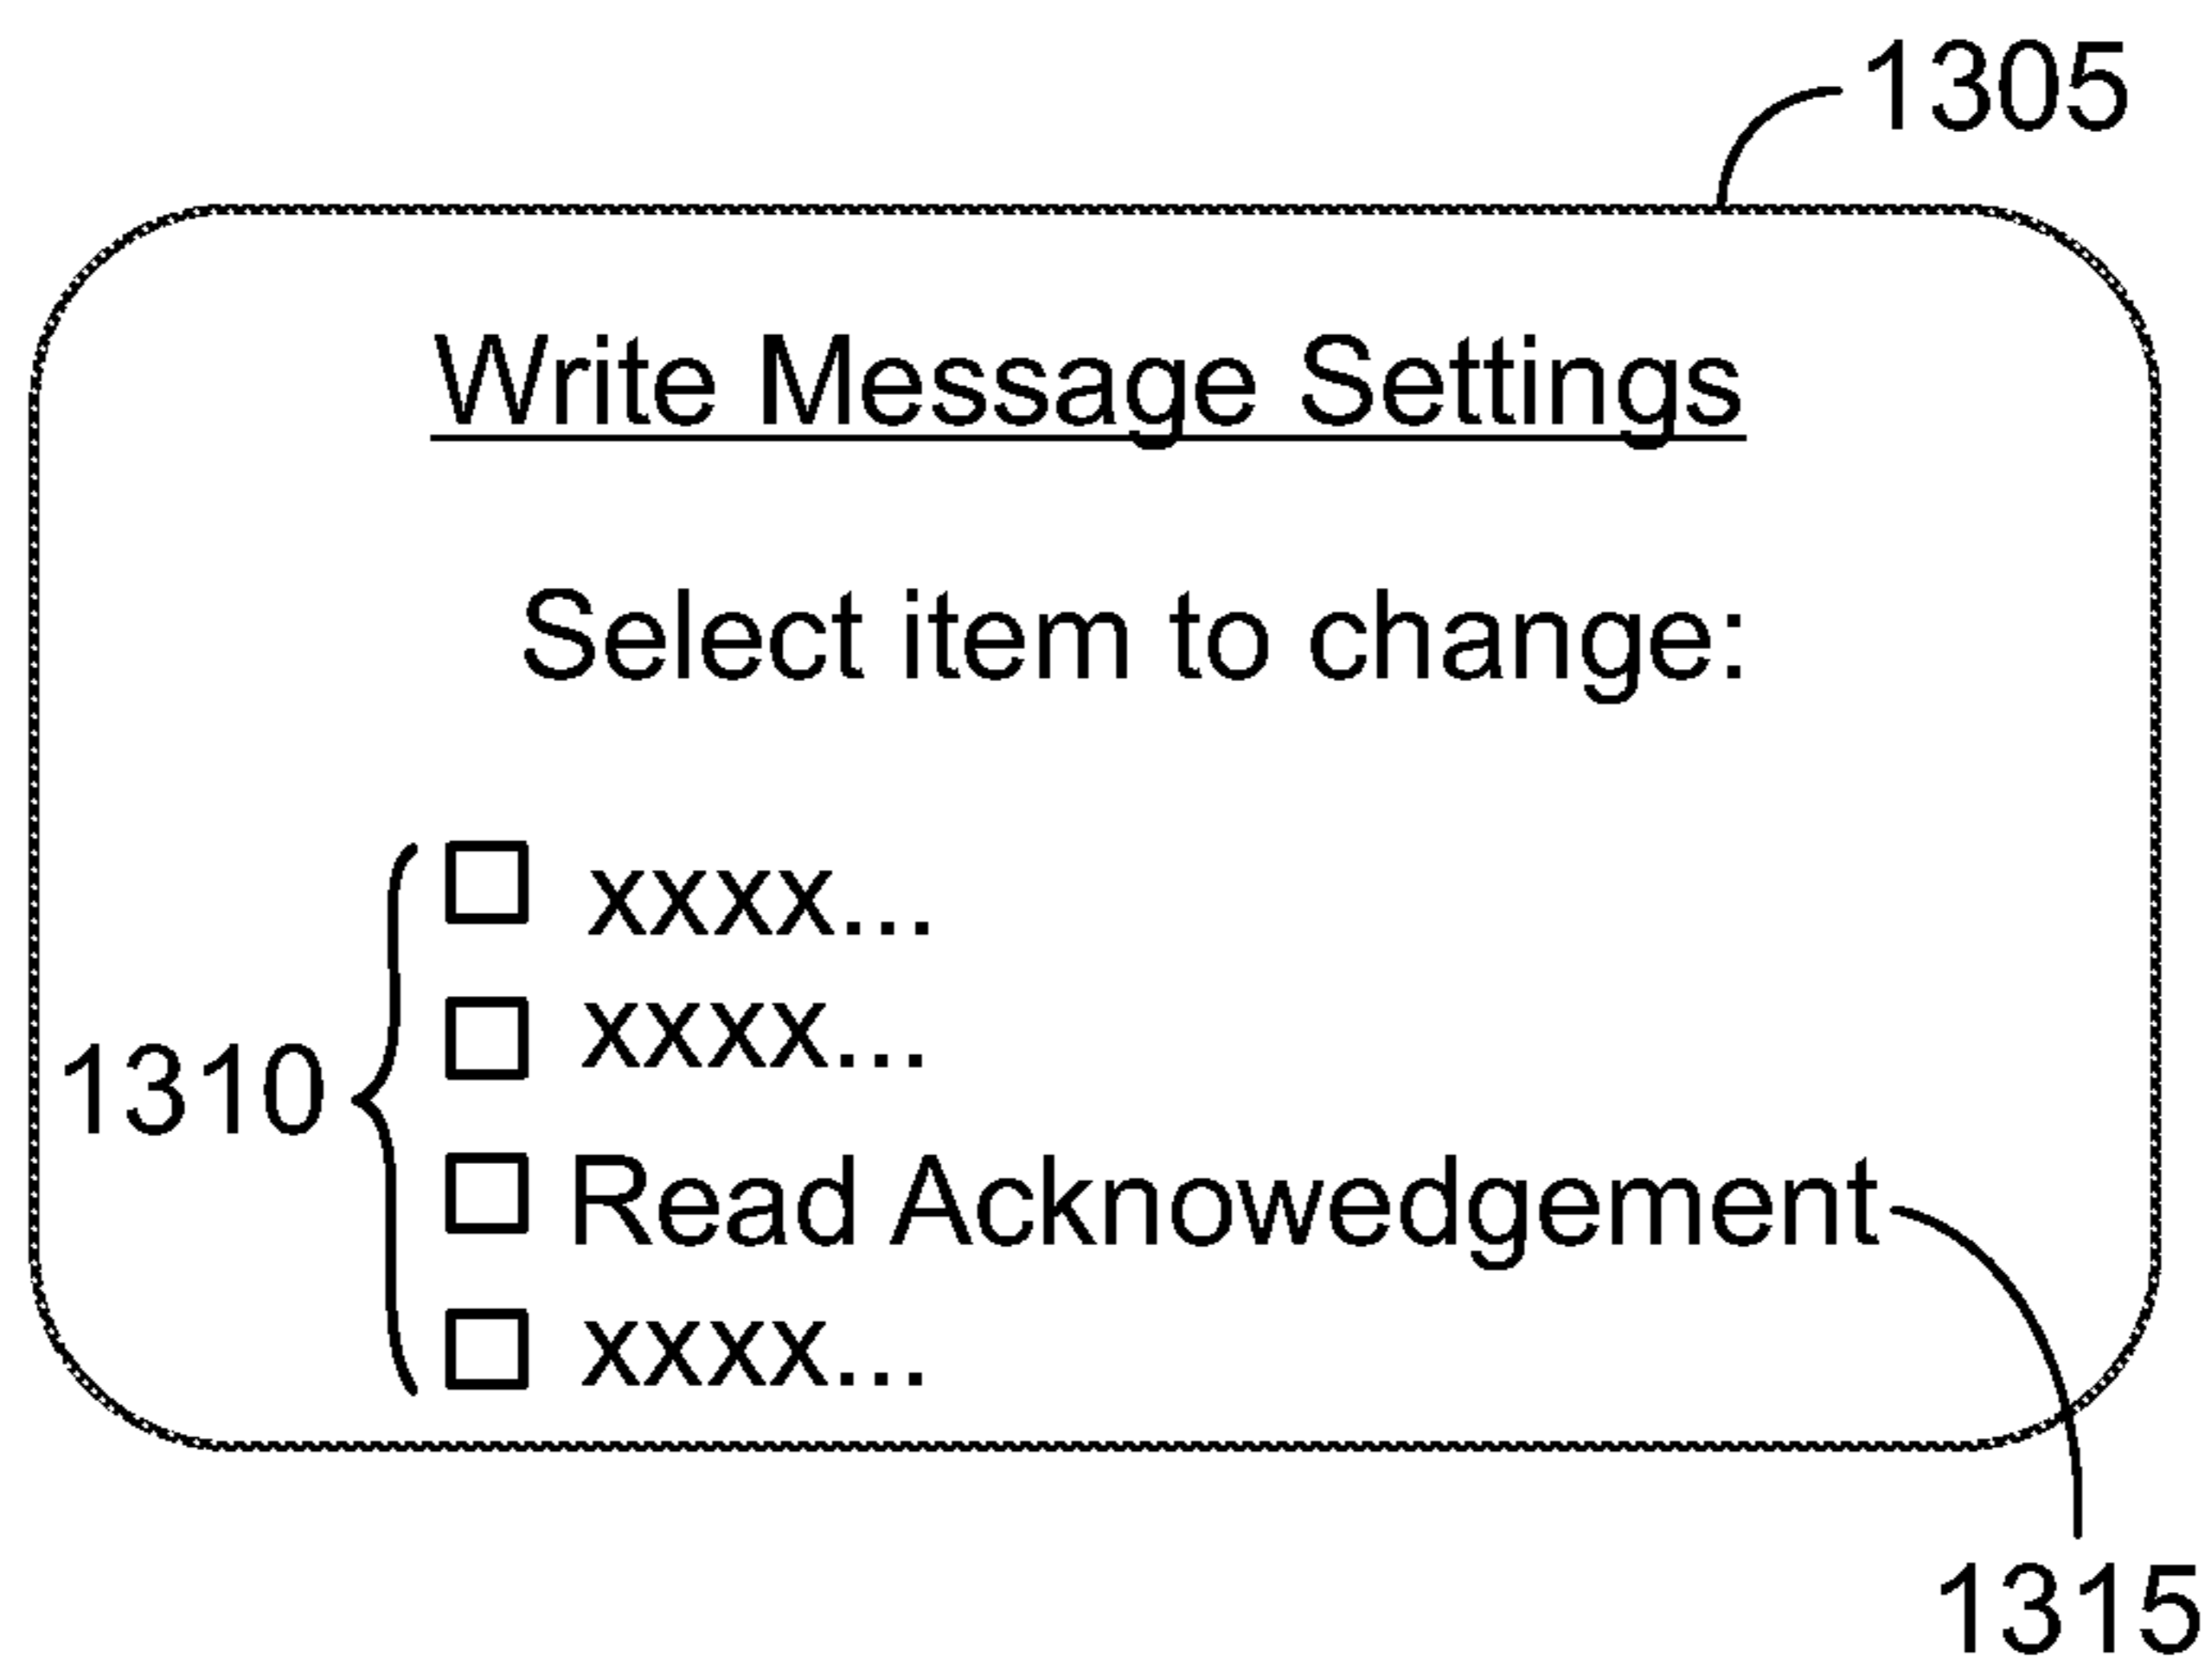 1305
Write Message Settings
Select item to change:
xxxx...
xxxx...
1310
Read Acknowedgement
xxxx...
1315